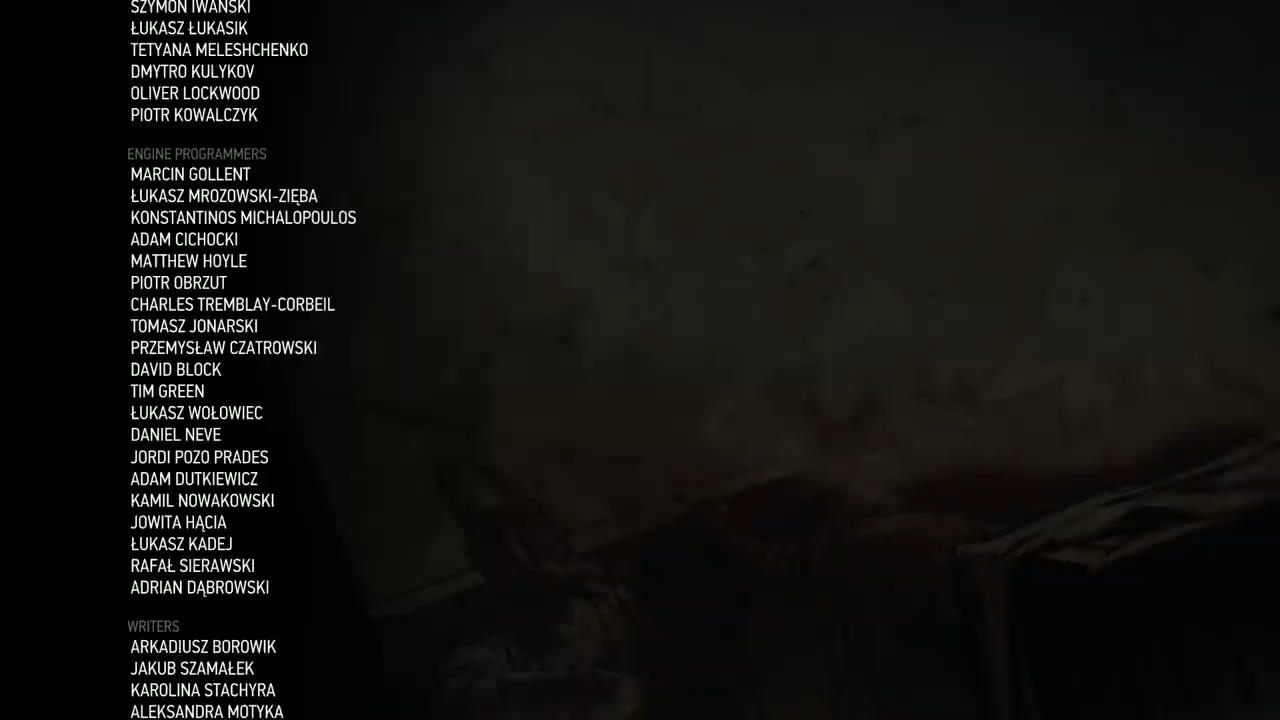 SZYMON IWAŃSKI
ŁUKASZ ŁUKASIK
TETYANA MELESHCHENKO
DMYTRO KULYKOV
OLIVER LOCKWOOD
PIOTR KOWALCZYK
ENGINE PROGRAMMERS
MARCIN GOLLENT
ŁUKASZ MROZOWSKI-ZIĘBA
KONSTANTINOS MICHALOPOULOS
ADAM CICHOCKI
MATTHEW HOYLE
PIOTR OBRZUT
CHARLES TREMBLAY-CORBEIL
TOMASZ JONARSKI
PRZEMYSŁAW CZATROWSKI
DAVID BLOCK
TIM GREEN
ŁUKASZ WOŁOWIEC
DANIEL NEVE
JORDI POZO PRADES
ADAM DUTKIEWICZ
KAMIL NOWAKOWSKI
JOWITA HĄCIA
ŁUKASZ KADEJ
RAFAŁ SIERAWSKI
ADRIAN DĄBROWSKI
WRITERS
ARKADIUSZ BOROWIK
JAKUB SZAMAŁEK
KAROLINA STACHYRA
ALEKSANDRA MOTYKA